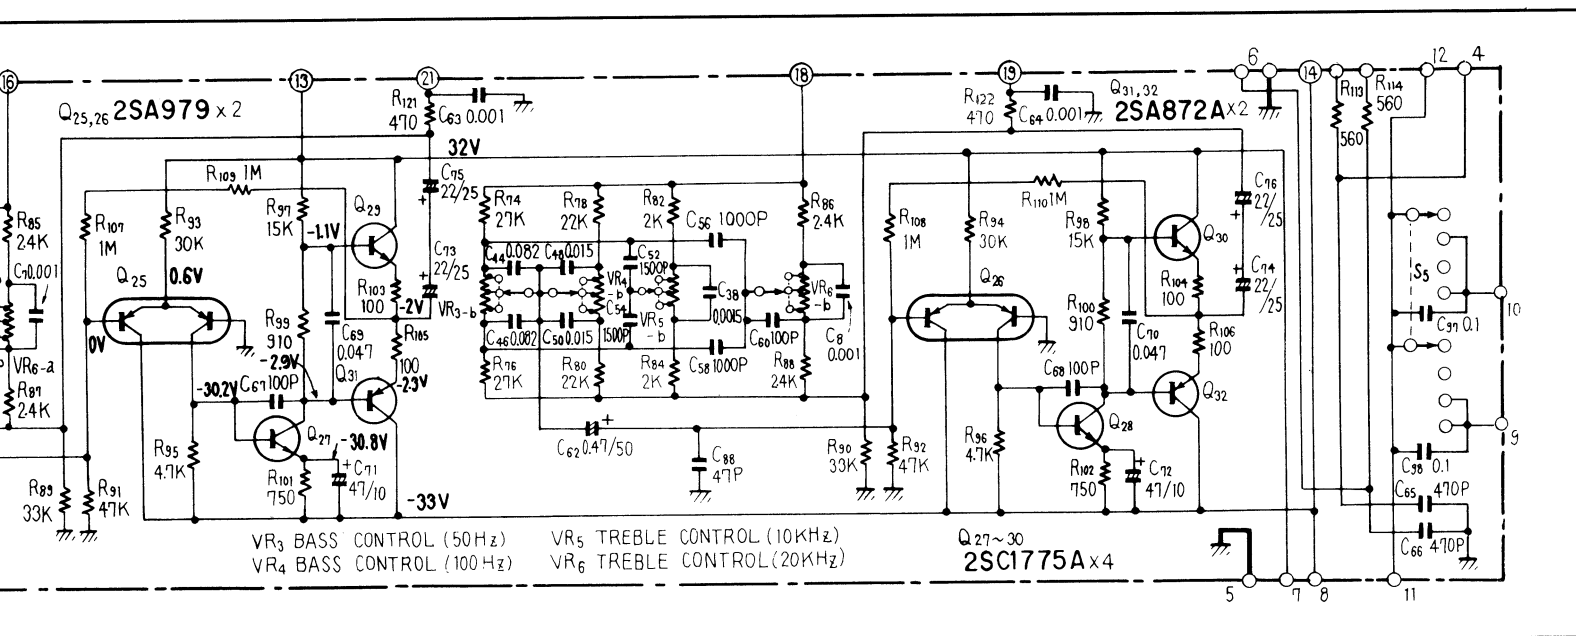 16
13
21
18
19
6
14
12
4
Q25,26 2SA979 x 2
R121
470
C63 0.001
R122
470
C64 0.001
Q31,32
2SA872A x 2
R113
560
R114
560
32V
R109 1M
C75
22/25
R74
27K
R78
22K
R82
2K
C56 1000P
R86
2.4K
R110 1M
C76
22
/25
R85
2.4K
R107
1M
R93
30K
R97
15K
-1.1V
Q29
R108
1M
R94
30K
R98
15K
Q30
C44 0.082
C48 0.015
C52
1500P
C73
22/25
C7 0.001
Q25
0.6V
R103
100
-2V
VR3-b
VR4
-b
C54
1500P
VR5
-b
C38
0.0015
VR6
-b
Q26
R104
100
C74
22
/25
S5
R99
910
C69
0.047
R105
100
C46 0.082
C50 0.015
C60 100P
C8
0.001
R100
910
C70
0.047
R106
100
C97 0.1
10
0V
VR6-a
-2.9V
Q31
-2.3V
R76
27K
R80
22K
R84
2K
C58 1000P
R88
24K
R87
2.4K
-30.2V
C67 100P
C68 100P
Q32
Q27
-30.8V
C62 0.47/50
Q28
9
R95
4.7K
R101
750
C71
47/10
C88
47P
R90
33K
R92
47K
R96
4.7K
R102
750
C72
47/10
C98 0.1
R89
33K
R91
47K
-33V
C65 470P
C66 470P
VR3 BASS CONTROL (50Hz)
VR5 TREBLE CONTROL (10KHz)
VR4 BASS CONTROL (100Hz)
VR6 TREBLE CONTROL (20KHz)
Q27~30
2SC1775A x 4
5
7
8
11